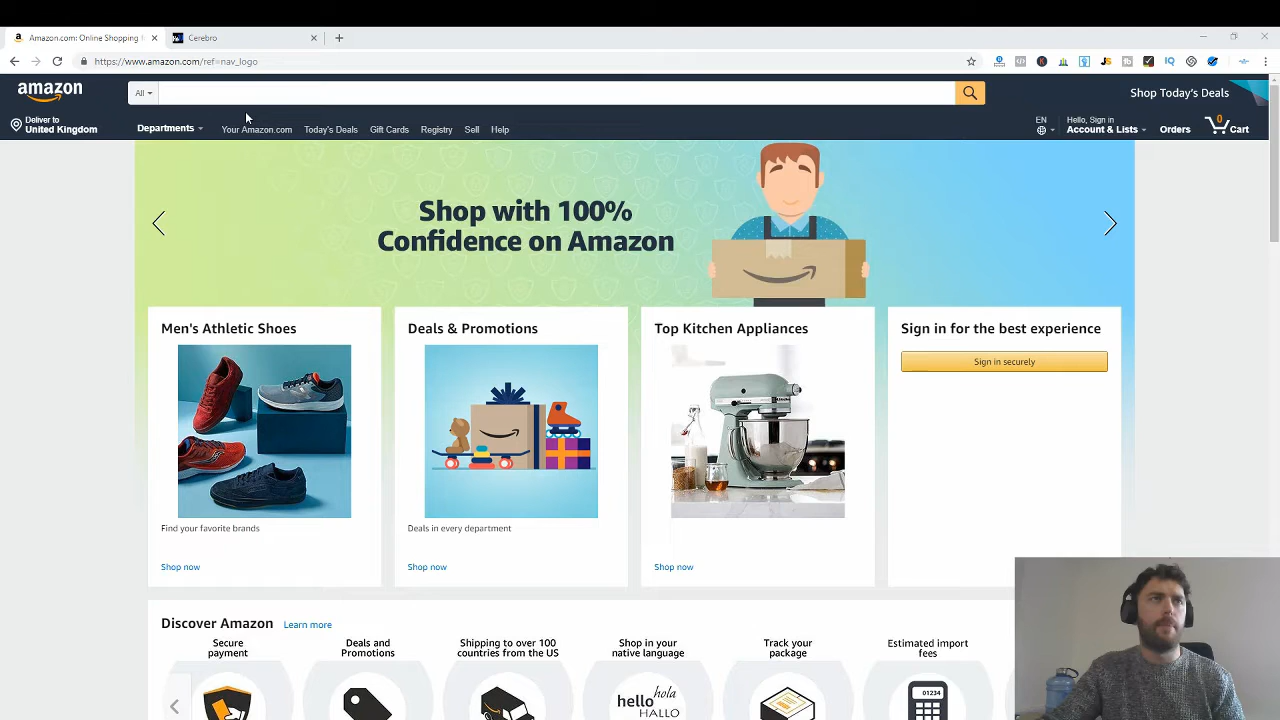 Amazon.com: Online Shopping f
Cerebro
https://www.amazon.com/ref=nav_logo
JS
IQ
amazon
All
Shop Today's Deals
Deliver to
United Kingdom
Departments
Your Amazon.com
Today's Deals
Gift Cards
Registry
Sell
Help
EN
Hello, Sign in
Account & Lists
Orders
0
Cart
Shop with 100%
Confidence on Amazon
Men's Athletic Shoes
Deals & Promotions
Top Kitchen Appliances
Sign in for the best experience
Sign in securely
Find your favorite brands
Deals in every department
Shop now
Shop now
Shop now
Discover Amazon
Learn more
Secure
payment
Deals and
Promotions
Shipping to over 100
countries from the US
Shop in your
native language
Track your
package
Estimated import
fees
hello
hola
HALLO
01234